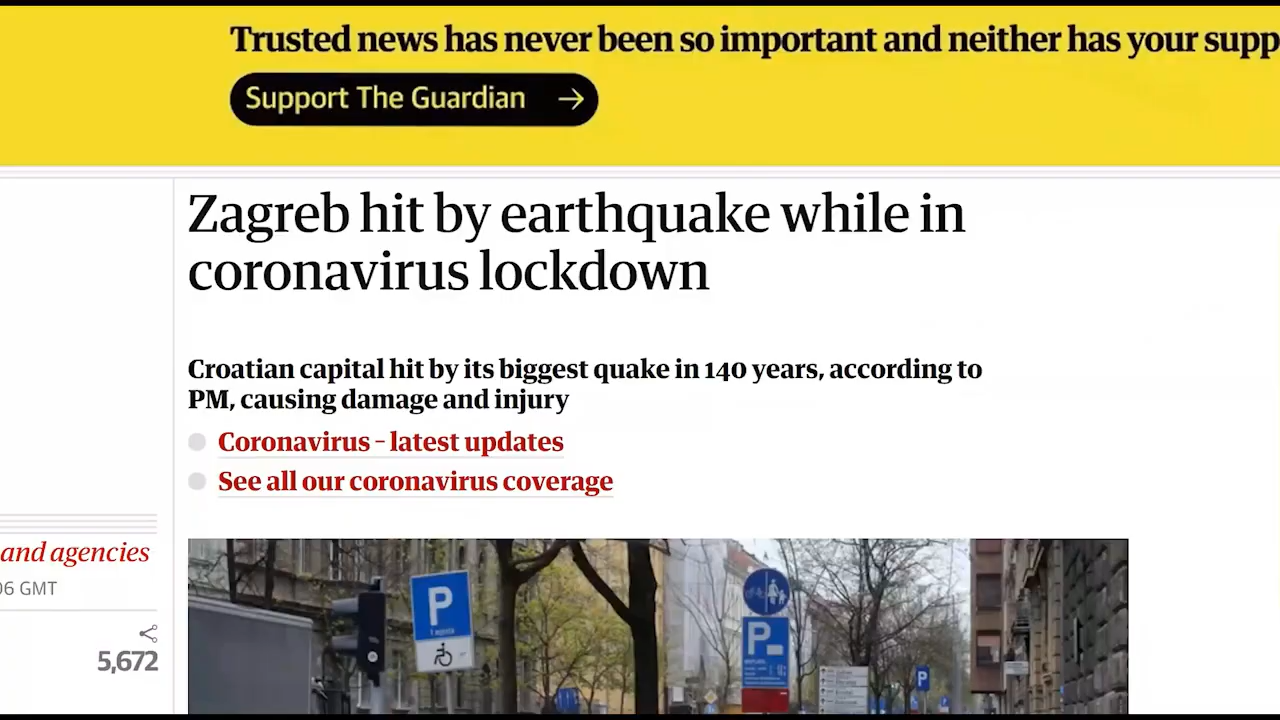 Trusted news has never been so important and neither has your supp
Support The Guardian
Zagreb hit by earthquake while in
coronavirus lockdown
Croatian capital hit by its biggest quake in 140 years, according to
PM, causing damage and injury
Coronavirus – latest updates
See all our coronavirus coverage
and agencies
06 GMT
5,672
P
P
P